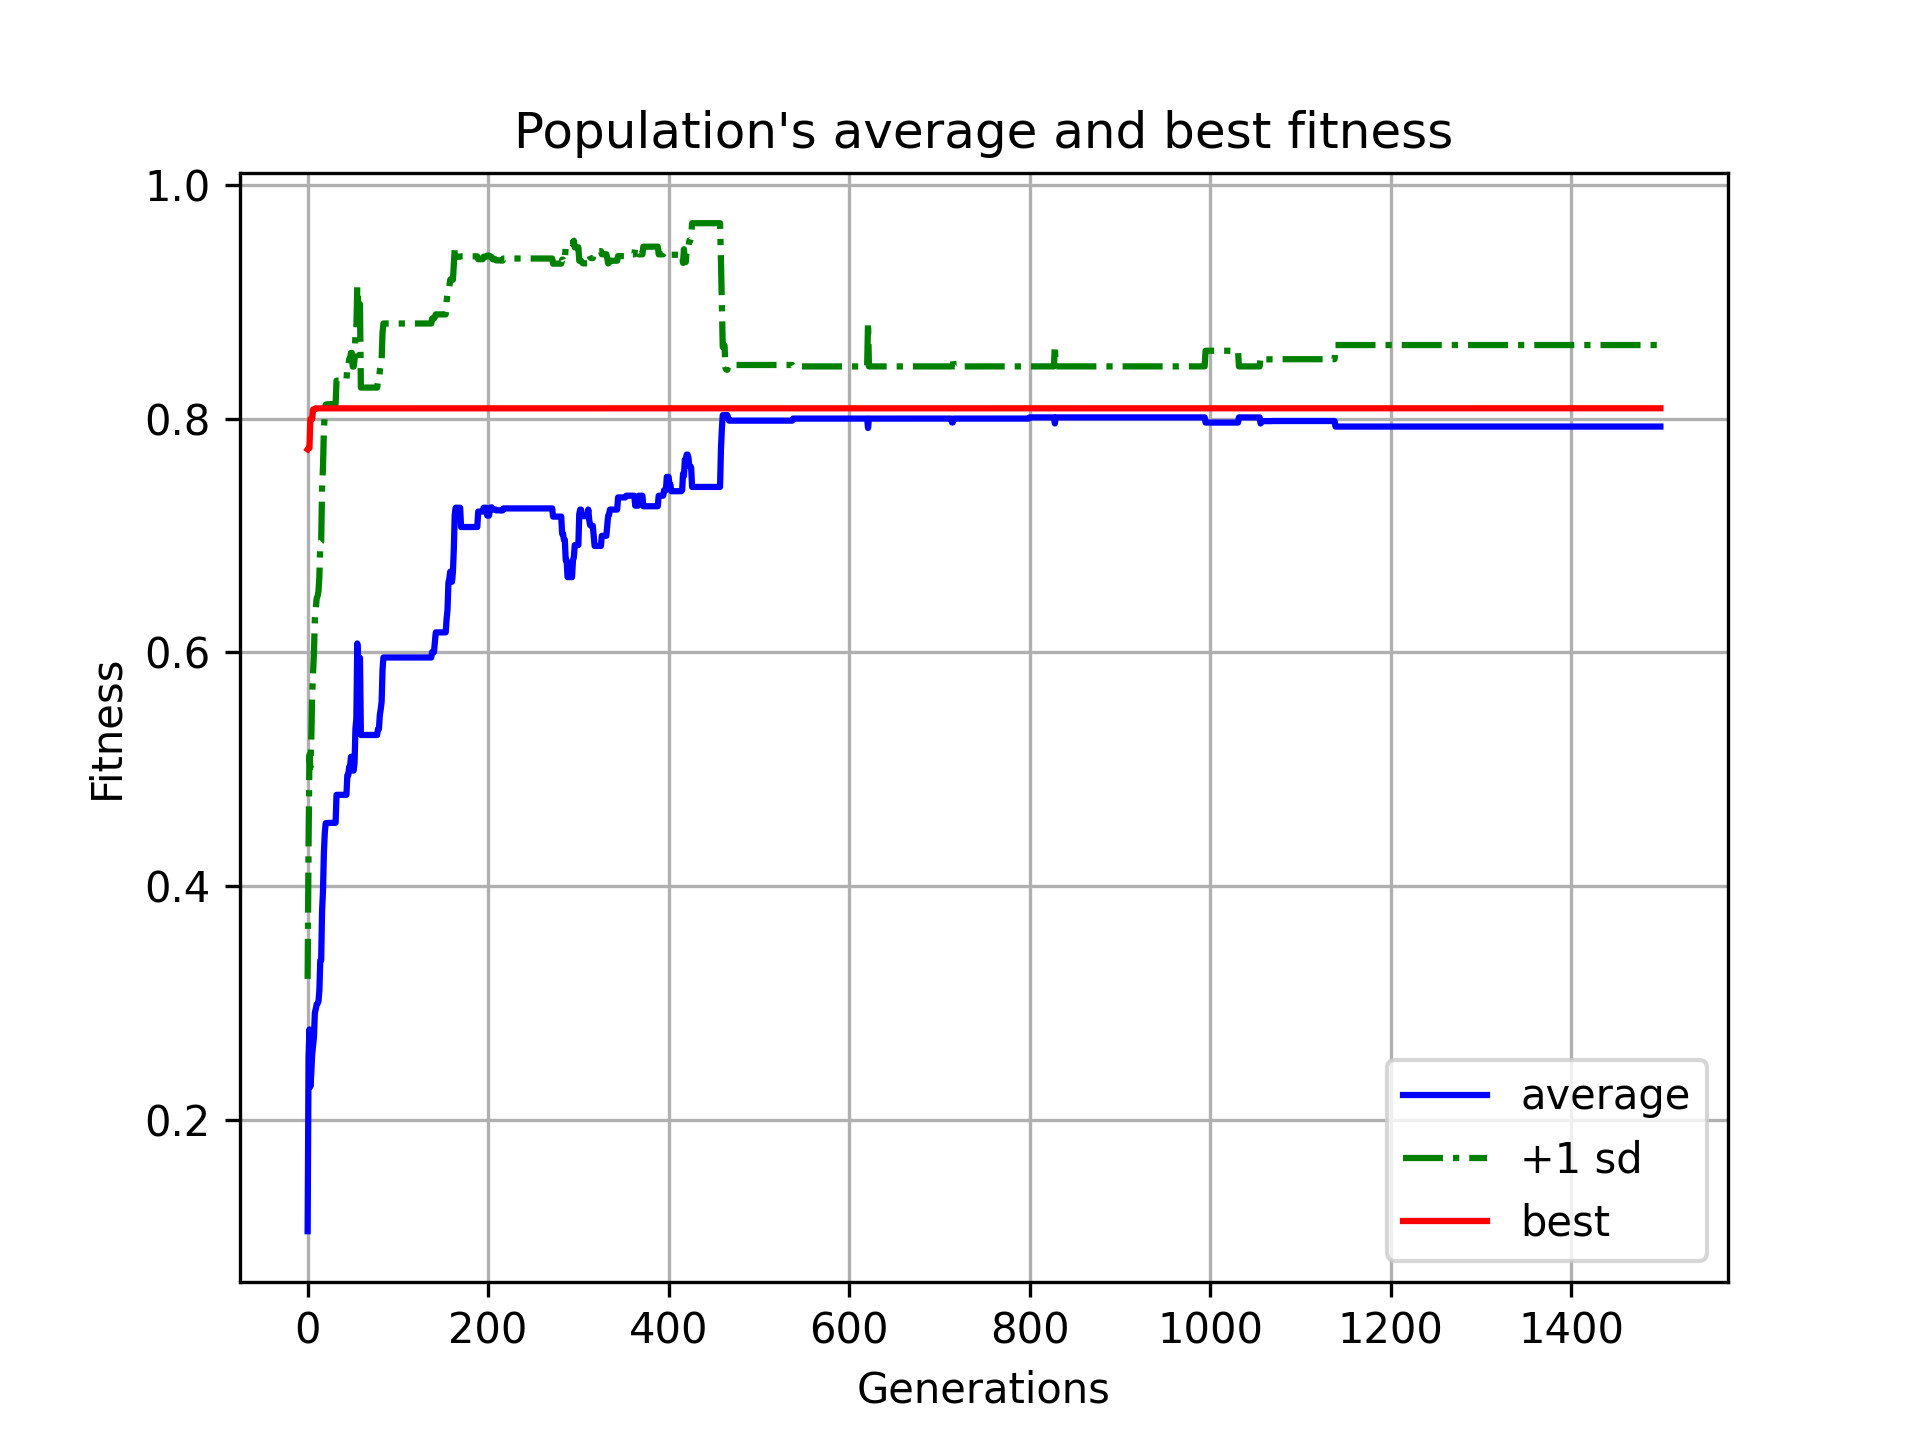 Population's average and best fitness
1.0
0.8
0.6
0.4
0.2
Fitness
0 200 400 600 800 1000 1200 1400
Generations
average
+1 sd
best